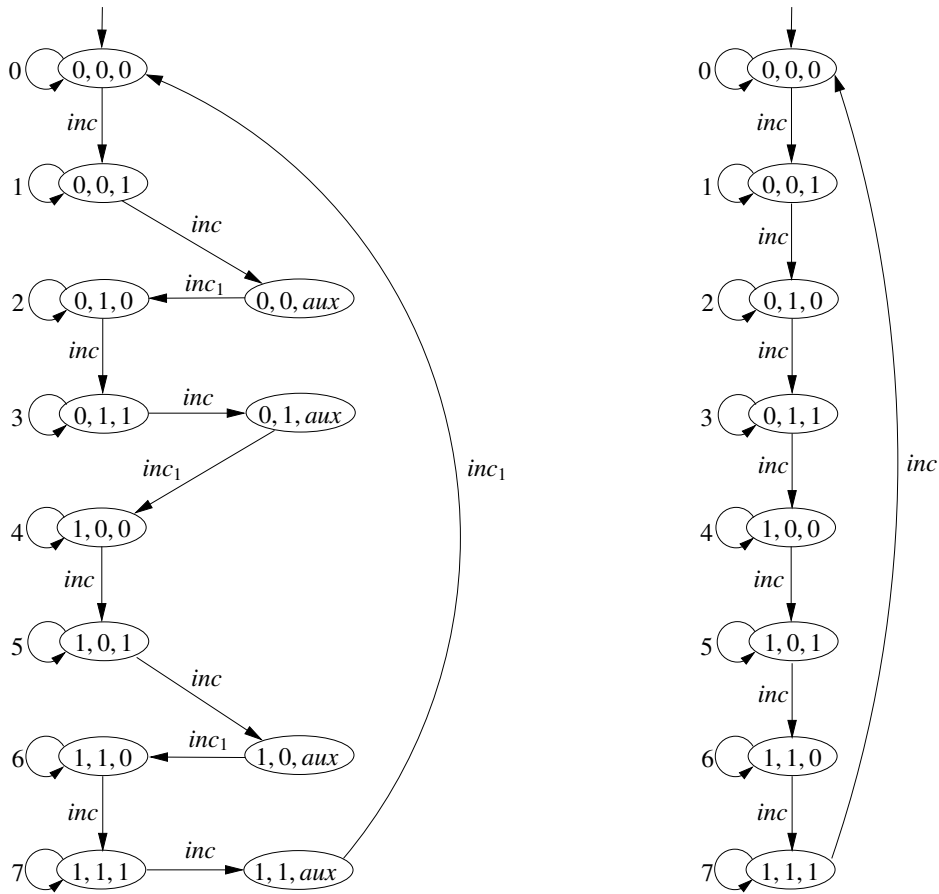 0 0, 0, 0 0 0, 0, 0
inc inc
1 0, 0, 1 1 0, 0, 1
inc inc
2 0, 1, 0 inc₁ 0, 0, aux 2 0, 1, 0
inc inc
3 0, 1, 1 inc 0, 1, aux 3 0, 1, 1
inc₁ inc₁ inc inc
4 1, 0, 0 4 1, 0, 0
inc inc
5 1, 0, 1 5 1, 0, 1
inc inc
6 1, 1, 0 inc₁ 1, 0, aux 6 1, 1, 0
inc inc
7 1, 1, 1 inc 1, 1, aux 7 1, 1, 1